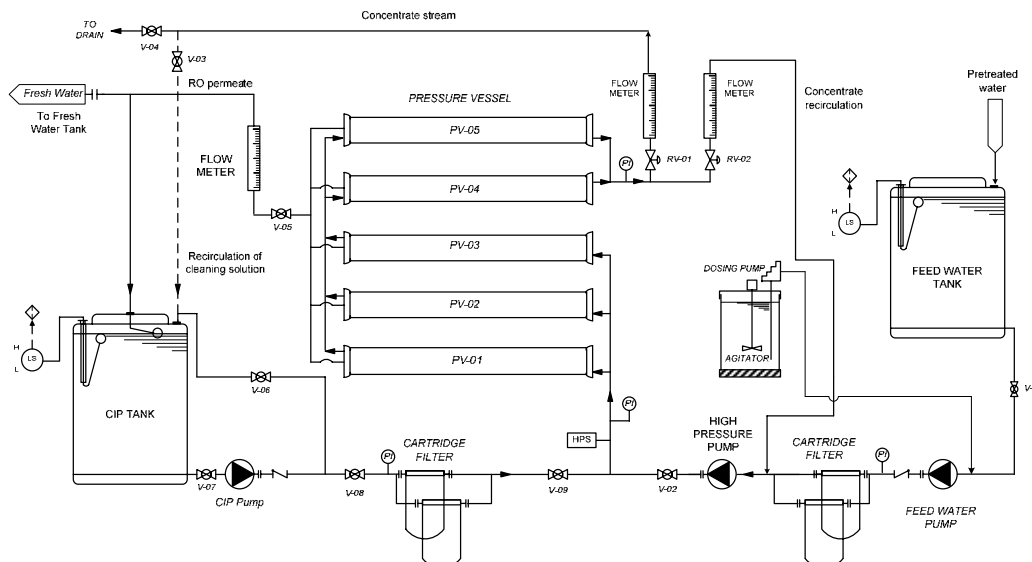 Concentrate stream
TO
DRAIN
V-04
V-03
RO permeate
Fresh Water
To Fresh
Water Tank
FLOW
METER
PRESSURE VESSEL
PV-05
PV-04
PV-03
PV-02
PV-01
FLOW
METER
FLOW
METER
Concentrate
recirculation
Pretreated
water
PI
RV-01
RV-02
V-05
H
L
LS
FEED WATER
TANK
Recirculation of
cleaning solution
DOSING PUMP
AGITATOR
H
L
LS
CIP TANK
V-06
V-
PI
HPS
HIGH
PRESSURE
PUMP
CARTRIDGE
FILTER
CARTRIDGE
FILTER
PI
PI
V-07
CIP Pump
V-08
V-09
V-02
FEED WATER
PUMP